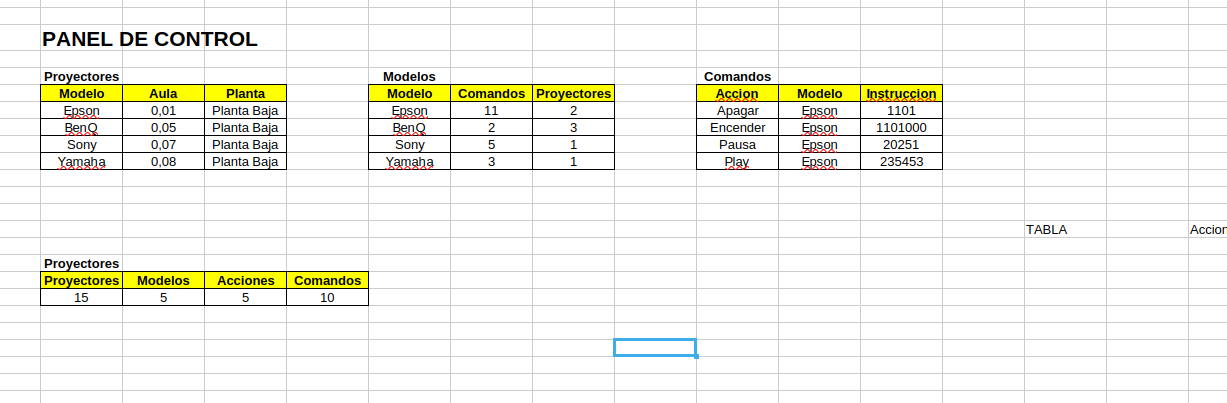 PANEL DE CONTROL
Proyectores Modelos Comandos
Modelo Aula Planta Modelo Comandos Proyectores Accion Modelo Instruccion
Epson 0,01 Planta Baja Epson 11 2 Apagar Epson 1101
BenQ 0,05 Planta Baja BenQ 2 3 Encender Epson 1101000
Sony 0,07 Planta Baja Sony 5 1 Pausa Epson 20251
Yamaha 0,08 Planta Baja Yamaha 3 1 Play Epson 235453
TABLA Accion
Proyectores
Proyectores Modelos Acciones Comandos
15 5 5 10